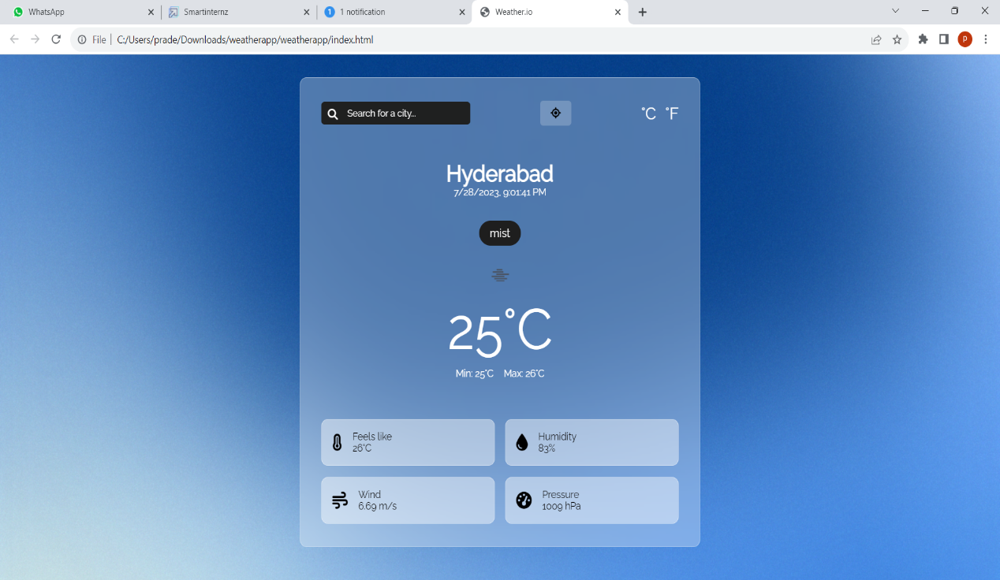 WhatsApp
Smartinternz
1
1 notification
Weather.io
File
C:/Users/prade/Downloads/weatherapp/weatherapp/index.html
p
Search for a city...
°C °F
Hyderabad
7/28/2023, 9:01:41 PM
mist
25°C
Min: 25°C Max: 26°C
Feels like
26°C
Humidity
83%
Wind
6.69 m/s
Pressure
1009 hPa